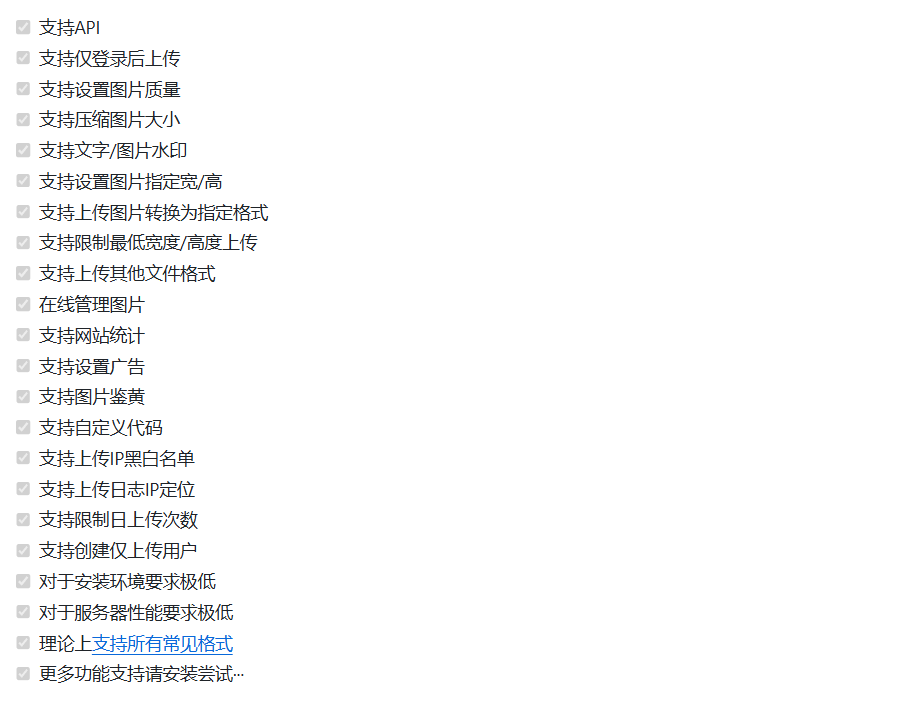 支持API
支持仅登录后上传
支持设置图片质量
支持压缩图片大小
支持文字/图片水印
支持设置图片指定宽/高
支持上传图片转换为指定格式
支持限制最低宽度/高度上传
支持上传其他文件格式
在线管理图片
支持网站统计
支持设置广告
支持图片鉴黄
支持自定义代码
支持上传IP黑白名单
支持上传日志IP定位
支持限制日上传次数
支持创建仅上传用户
对于安装环境要求极低
对于服务器性能要求极低
理论上支持所有常见格式
更多功能支持请安装尝试···